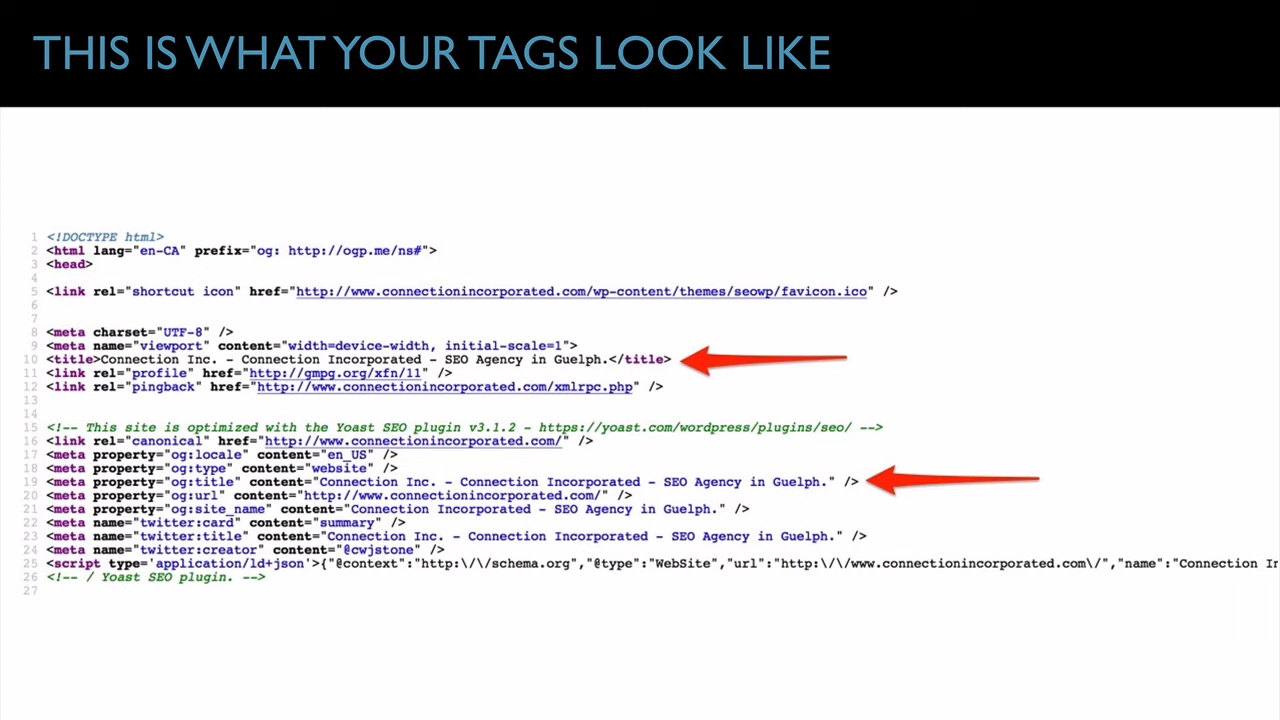 THIS IS WHAT YOUR TAGS LOOK LIKE
1 <!DOCTYPE html>
2 <html lang="en-CA" prefix="og: http://ogp.me/ns#">
3 <head>
4
5 <link rel="shortcut icon" href="http://www.connectionincorporated.com/wp-content/themes/seowp/favicon.ico" />
6
7
8 <meta charset="UTF-8" />
9 <meta name="viewport" content="width=device-width, initial-scale=1">
10 <title>Connection Inc. - Connection Incorporated - SEO Agency in Guelph.</title>
11 <link rel="profile" href="http://gmpg.org/xfn/11" />
12 <link rel="pingback" href="http://www.connectionincorporated.com/xmlrpc.php" />
13
14
15 <!-- This site is optimized with the Yoast SEO plugin v3.1.2 - https://yoast.com/wordpress/plugins/seo/ -->
16 <link rel="canonical" href="http://www.connectionincorporated.com/" />
17 <meta property="og:locale" content="en_US" />
18 <meta property="og:type" content="website" />
19 <meta property="og:title" content="Connection Inc. - Connection Incorporated - SEO Agency in Guelph." />
20 <meta property="og:url" content="http://www.connectionincorporated.com/" />
21 <meta property="og:site_name" content="Connection Incorporated - SEO Agency in Guelph." />
22 <meta name="twitter:card" content="summary" />
23 <meta name="twitter:title" content="Connection Inc. - Connection Incorporated - SEO Agency in Guelph." />
24 <meta name="twitter:creator" content="@cwjstone" />
25 <script type='application/ld+json'>{"@context":"http:\/\/schema.org","@type":"WebSite","url":"http:\/\/www.connectionincorporated.com\/","name":"Connection In
26 <!-- / Yoast SEO plugin. -->
27